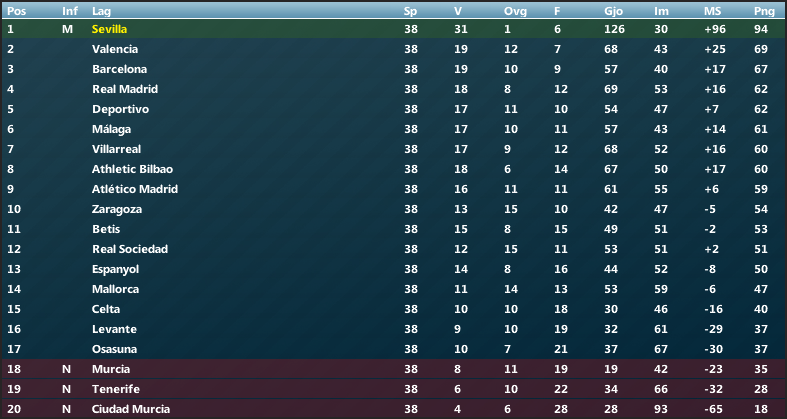 Pos Inf Lag Sp V Ovg F Gjo Im MS Png
1 M Sevilla 38 31 1 6 126 30 +96 94
2 Valencia 38 19 12 7 68 43 +25 69
3 Barcelona 38 19 10 9 57 40 +17 67
4 Real Madrid 38 18 8 12 69 53 +16 62
5 Deportivo 38 17 11 10 54 47 +7 62
6 Málaga 38 17 10 11 57 43 +14 61
7 Villarreal 38 17 9 12 68 52 +16 60
8 Athletic Bilbao 38 18 6 14 67 50 +17 60
9 Atlético Madrid 38 16 11 11 61 55 +6 59
10 Zaragoza 38 13 15 10 42 47 -5 54
11 Betis 38 15 8 15 49 51 -2 53
12 Real Sociedad 38 12 15 11 53 51 +2 51
13 Espanyol 38 14 8 16 44 52 -8 50
14 Mallorca 38 11 14 13 53 59 -6 47
15 Celta 38 10 10 18 30 46 -16 40
16 Levante 38 9 10 19 32 61 -29 37
17 Osasuna 38 10 7 21 37 67 -30 37
18 N Murcia 38 8 11 19 19 42 -23 35
19 N Tenerife 38 6 10 22 34 66 -32 28
20 N Ciudad Murcia 38 4 6 28 28 93 -65 18